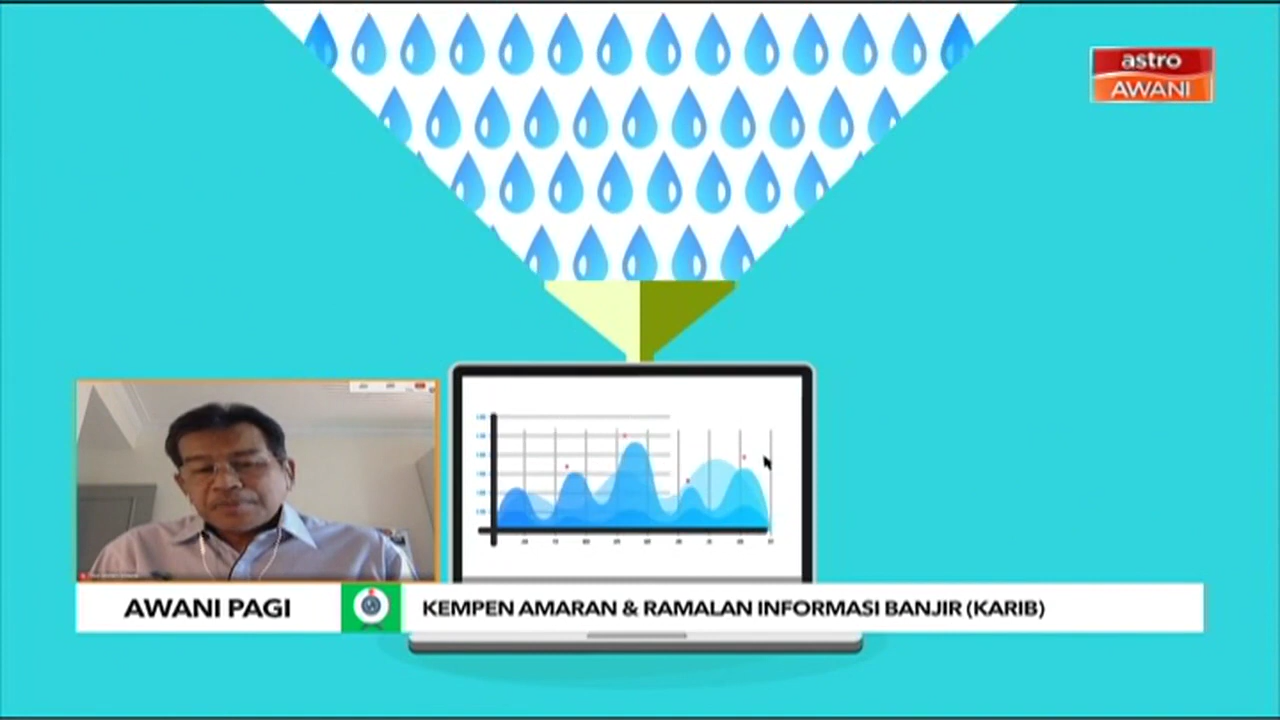 astro
AWANI
AWANI PAGI
KEMPEN AMARAN & RAMALAN INFORMASI BANJIR (KARIB)